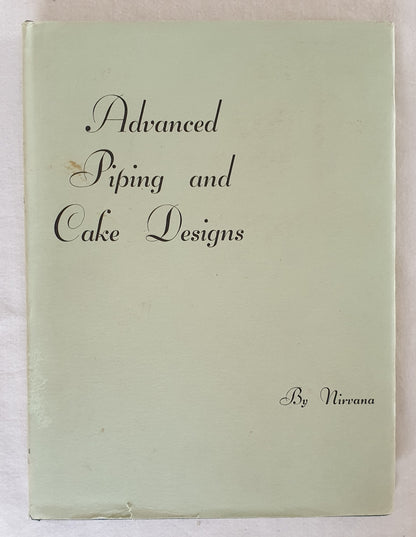 Advanced
Piping and
Cake Designs
By Nirvana